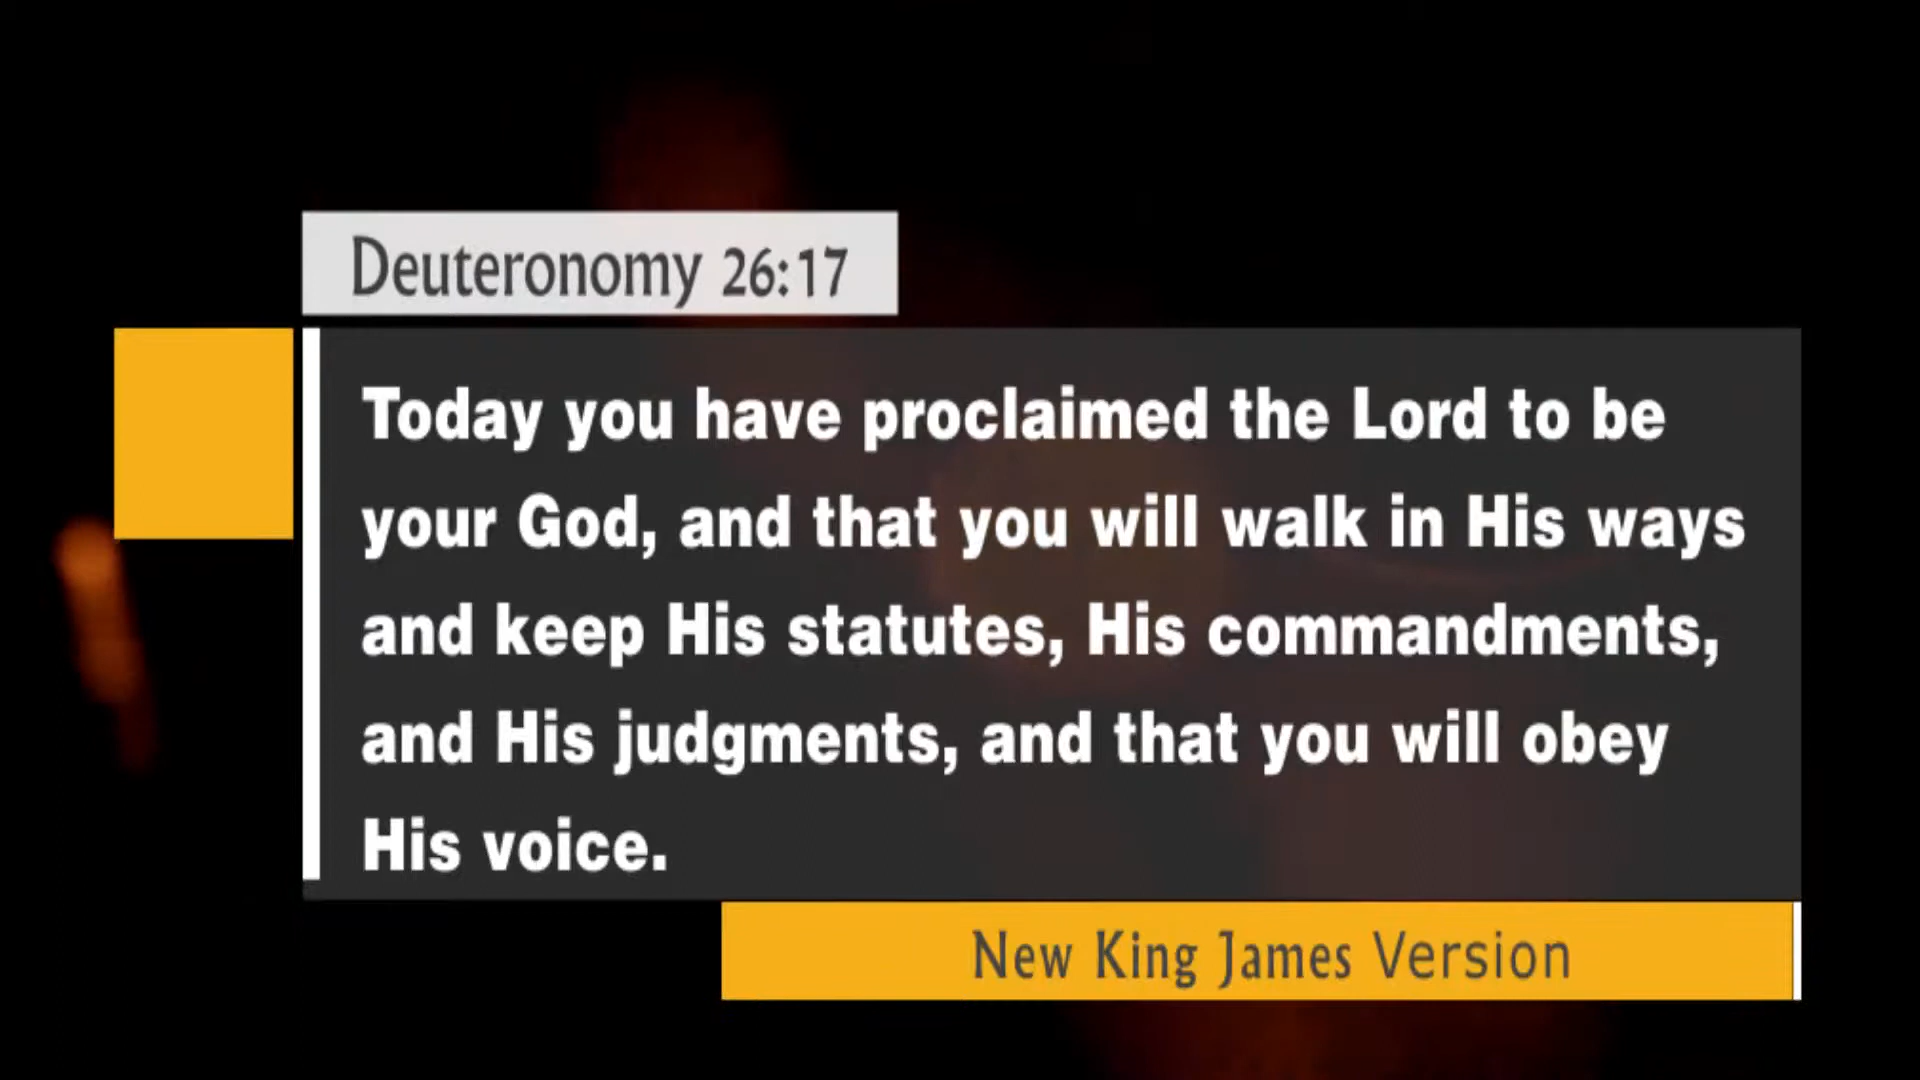 Deuteronomy 26:17
Today you have proclaimed the Lord to be
your God, and that you will walk in His ways
and keep His statutes, His commandments,
and His judgments, and that you will obey
His voice.
New King James Version